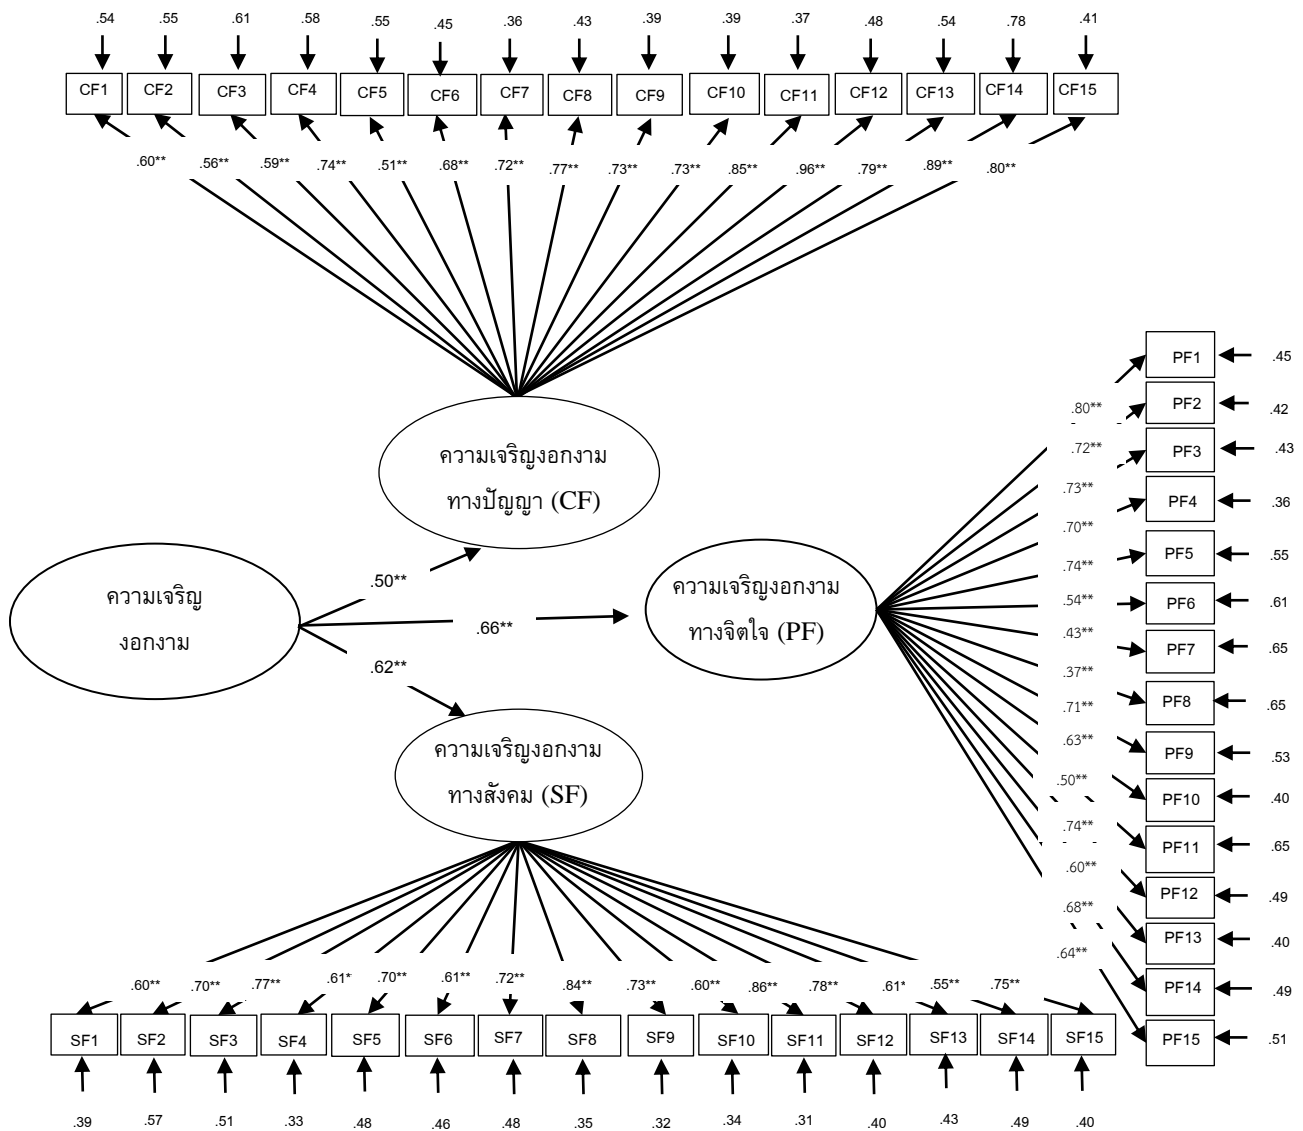 .54 .55 .61 .58 .55 .45 .36 .43 .39 .39 .37 .48 .54 .78 .41
CF1 CF2 CF3 CF4 CF5 CF6 CF7 CF8 CF9 CF10 CF11 CF12 CF13 CF14 CF15
.60** .56** .59** .74** .51** .68** .72** .77** .73** .73** .85** .96** .79** .89** .80**
ความเจริญงอกงาม
ทางปัญญา (CF)
ความเจริญ
งอกงาม
.50**
.66**
.62**
ความเจริญงอกงาม
ทางจิตใจ (PF)
ความเจริญงอกงาม
ทางสังคม (SF)
PF1 .45
.80**
PF2 .42
.72**
PF3 .43
.73**
PF4 .36
.70**
PF5 .55
.74**
PF6 .61
.54**
.43**
PF7 .65
.37**
PF8 .65
.71**
.63**
PF9 .53
.50**
PF10 .40
.74**
PF11 .65
.60**
PF12 .49
.68**
PF13 .40
.64**
PF14 .49
PF15 .51
.60** .70** .77** .61* .70** .61** .72** .84** .73** .60** .86** .78** .61* .55** .75**
SF1 SF2 SF3 SF4 SF5 SF6 SF7 SF8 SF9 SF10 SF11 SF12 SF13 SF14 SF15
.39 .57 .51 .33 .48 .46 .48 .35 .32 .34 .31 .40 .43 .49 .40